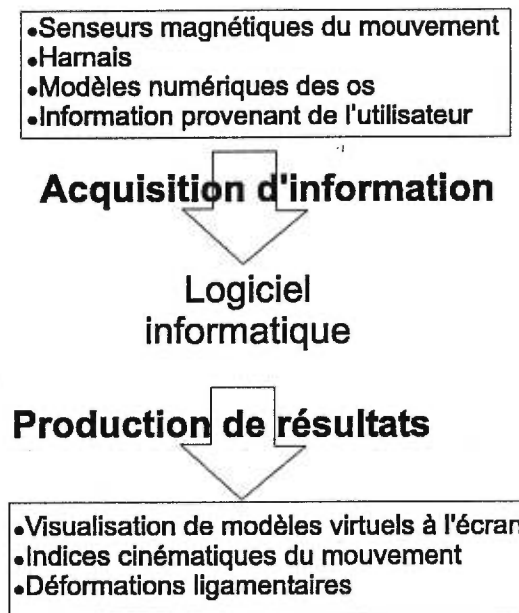 •Senseurs magnétiques du mouvement
•Harnais
•Modèles numériques des os
•Information provenant de l'utilisateur
Acquisition d'information
Logiciel
informatique
Production de résultats
•Visualisation de modèles virtuels à l'écran
•Indices cinématiques du mouvement
•Déformations ligamentaires